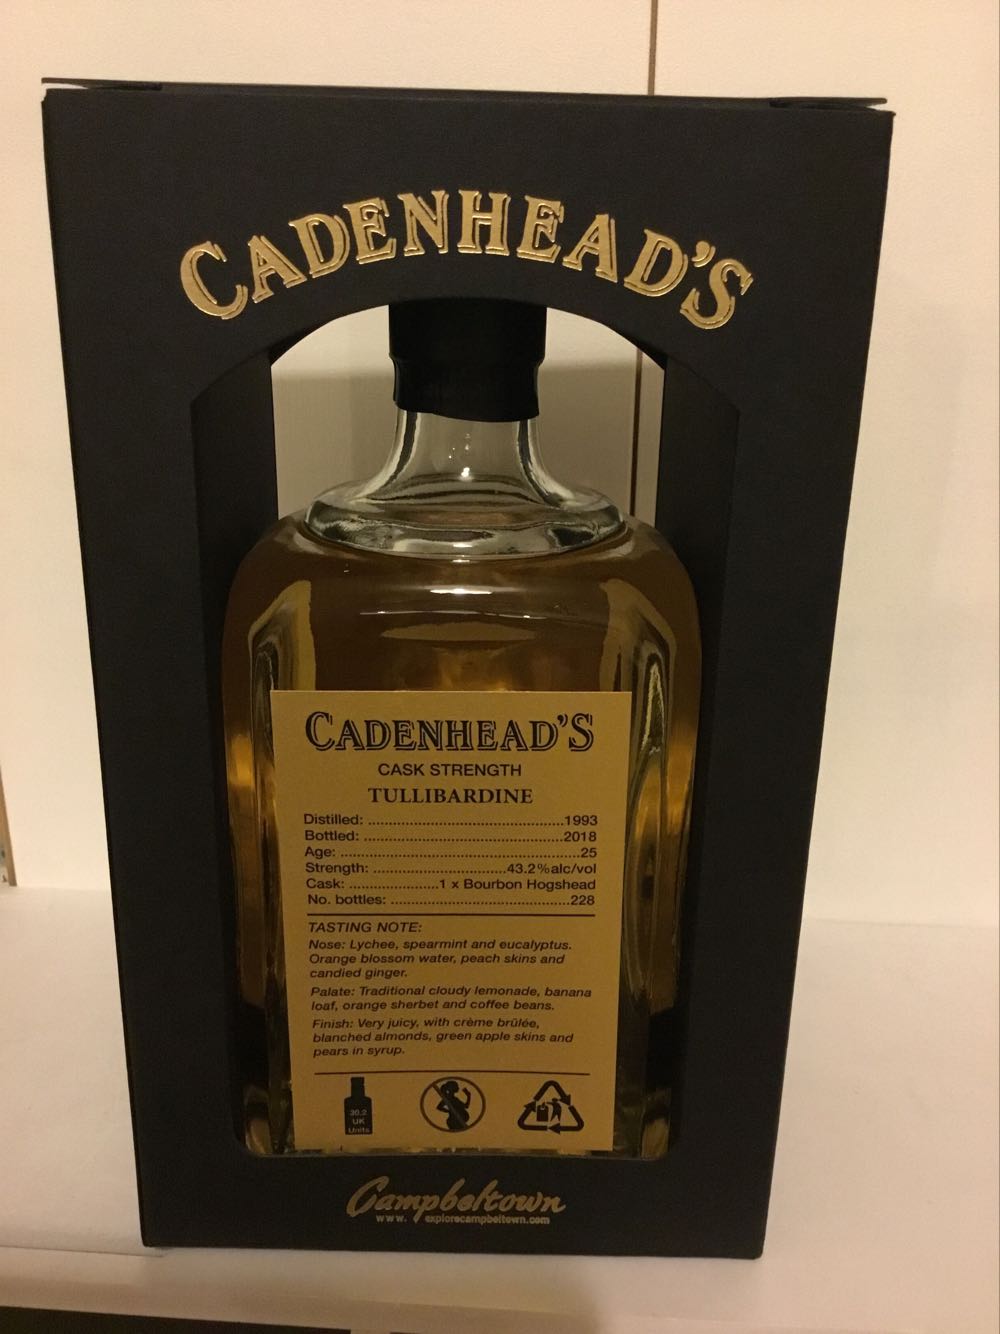 CADENHEAD'S
CADENHEAD'S
CASK STRENGTH
TULLIBARDINE
Distilled: ..................................................1993
Bottled: ...................................................2018
Age: ............................................................25
Strength: ..................................43.2%alc/vol
Cask: .......................1 x Bourbon Hogshead
No. bottles: ..............................................228
TASTING NOTE:
Nose: Lychee, spearmint and eucalyptus.
Orange blossom water, peach skins and
candied ginger.
Palate: Traditional cloudy lemonade, banana
loaf, orange sherbet and coffee beans.
Finish: Very juicy, with crème brûlée,
blanched almonds, green apple skins and
pears in syrup.
30.2
UK
Units
Campbeltown
www. explorecampbeltown.com